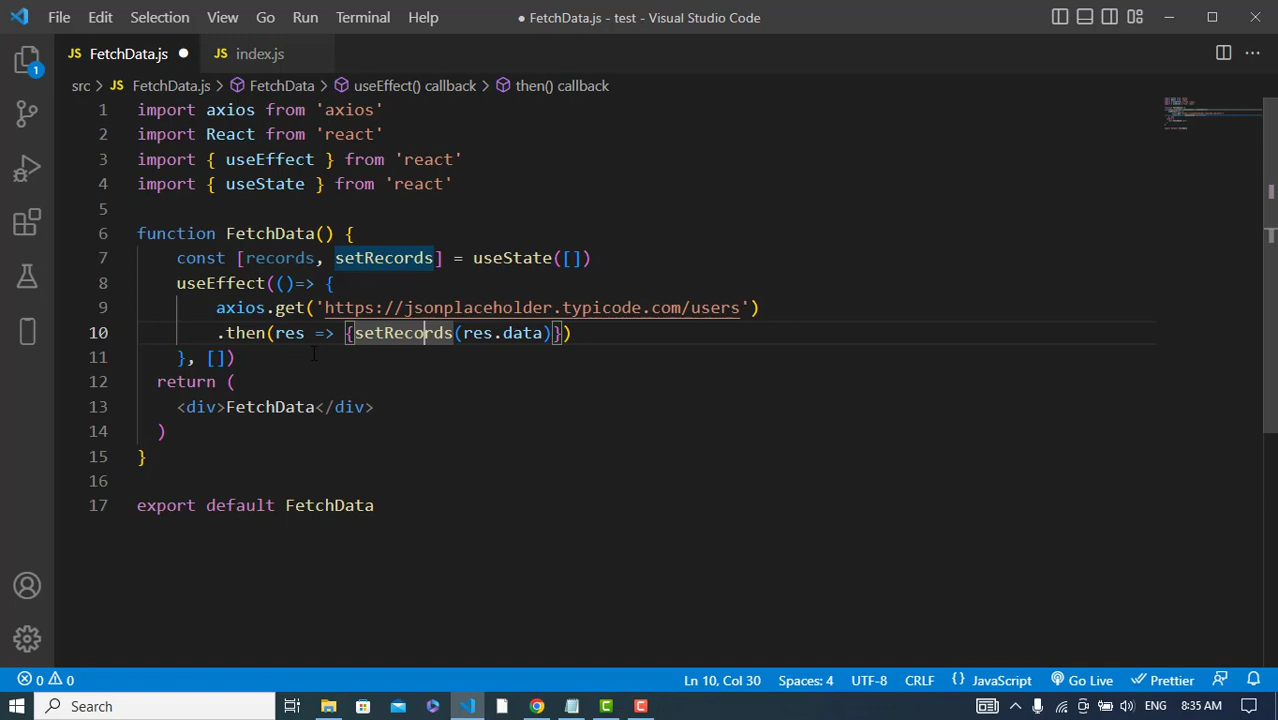 File Edit Selection View Go Run Terminal Help ● FetchData.js - test - Visual Studio Code
JS FetchData.js ● JS index.js
src > JS FetchData.js > FetchData > useEffect() callback > then() callback
1
1 import axios from 'axios'
2 import React from 'react'
3 import { useEffect } from 'react'
4 import { useState } from 'react'
5
6 function FetchData() {
7 const [records, setRecords] = useState([])
8 useEffect(()=> {
9 axios.get('https://jsonplaceholder.typicode.com/users')
10 .then(res => {setRecords(res.data)})
11 }, [])
12 return (
13 <div>FetchData</div>
14 )
15 }
16
17 export default FetchData
0 0 Ln 10, Col 30 Spaces: 4 UTF-8 CRLF {} JavaScript Go Live Prettier
Search ENG 8:35 AM